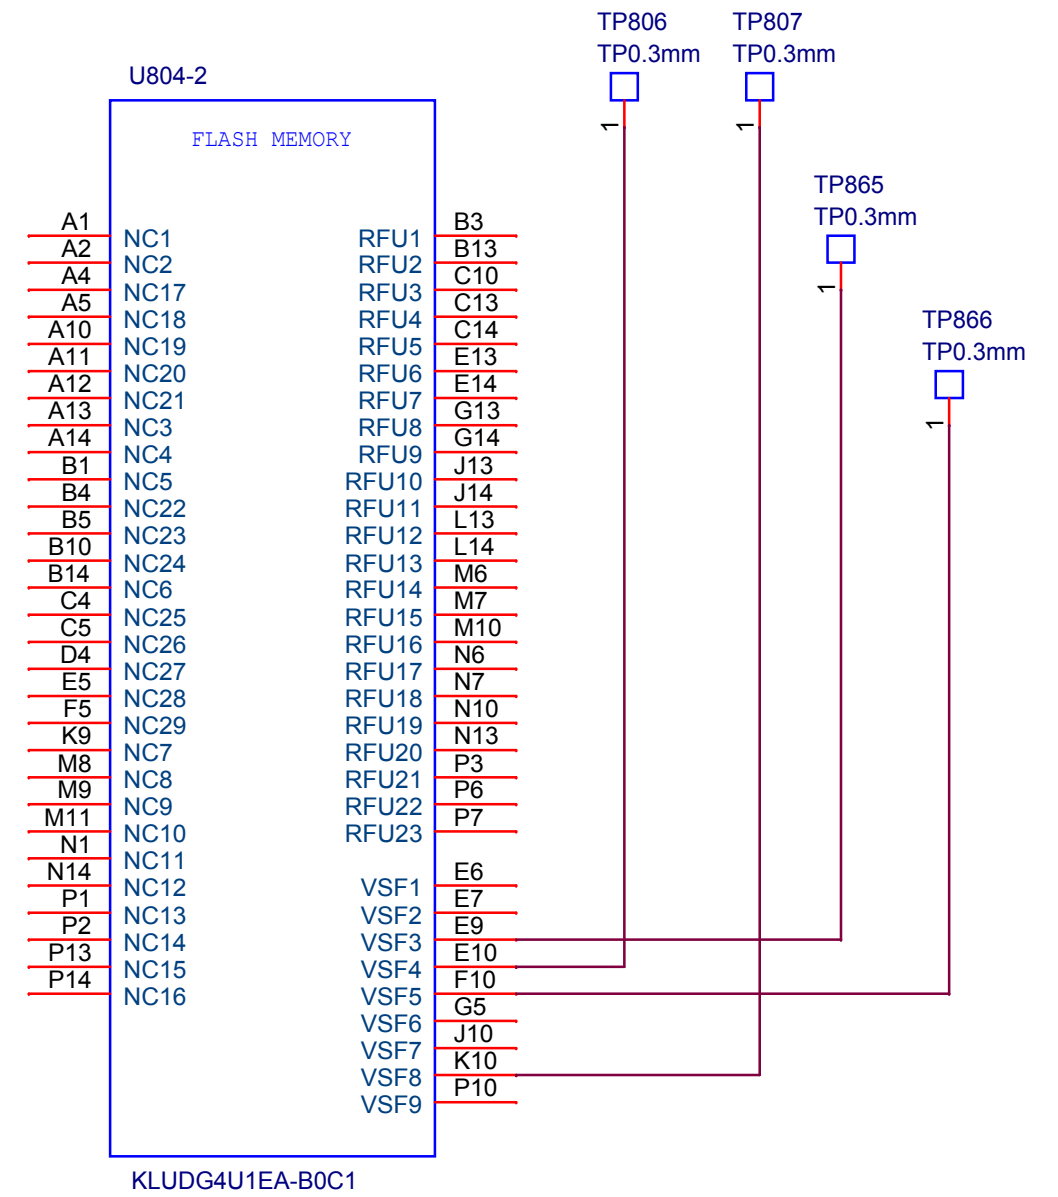 TP806 TP807
TP0.3mm TP0.3mm
U804-2
FLASH MEMORY
1 1
TP865
TP0.3mm
1
TP866
TP0.3mm
1
A1 NC1 RFU1 B3
A2 NC2 RFU2 B13
A4 NC17 RFU3 C10
A5 NC18 RFU4 C13
A10 NC19 RFU5 C14
A11 NC20 RFU6 E13
A12 NC21 RFU7 E14
A13 NC3 RFU8 G13
A14 NC4 RFU9 G14
B1 NC5 RFU10 J13
B4 NC22 RFU11 J14
B5 NC23 RFU12 L13
B10 NC24 RFU13 L14
B14 NC6 RFU14 M6
C4 NC25 RFU15 M7
C5 NC26 RFU16 M10
D4 NC27 RFU17 N6
E5 NC28 RFU18 N7
F5 NC29 RFU19 N10
K9 NC7 RFU20 N13
M8 NC8 RFU21 P3
M9 NC9 RFU22 P6
M11 NC10 RFU23 P7
N1 NC11
N14 NC12 VSF1 E6
P1 NC13 VSF2 E7
P2 NC14 VSF3 E9
P13 NC15 VSF4 E10
P14 NC16 VSF5 F10
VSF6 G5
VSF7 J10
VSF8 K10
VSF9 P10
KLUDG4U1EA-B0C1